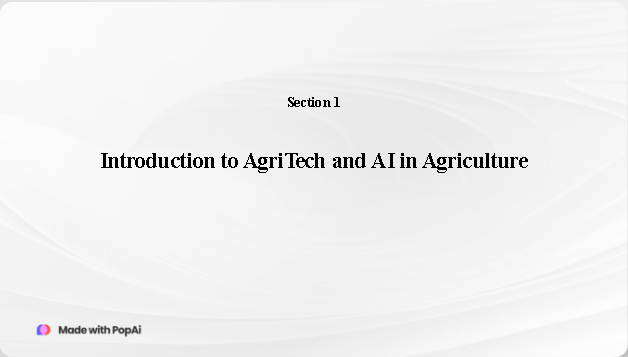 Section 1
Introduction to AgriTech and AI in Agriculture
Made with PopAi